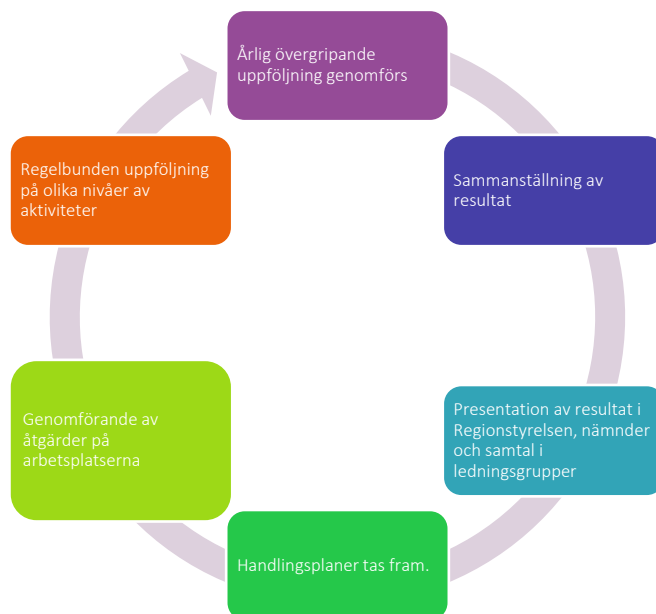 Årlig övergripande
uppföljning genomförs
Sammanställning av
resultat
Presentation av resultat i
Regionstyrelsen, nämnder
och samtal i
ledningsgrupper
Handlingsplaner tas fram.
Genomförande av
åtgärder på
arbetsplatserna
Regelbunden uppföljning
på olika nivåer av
aktiviteter